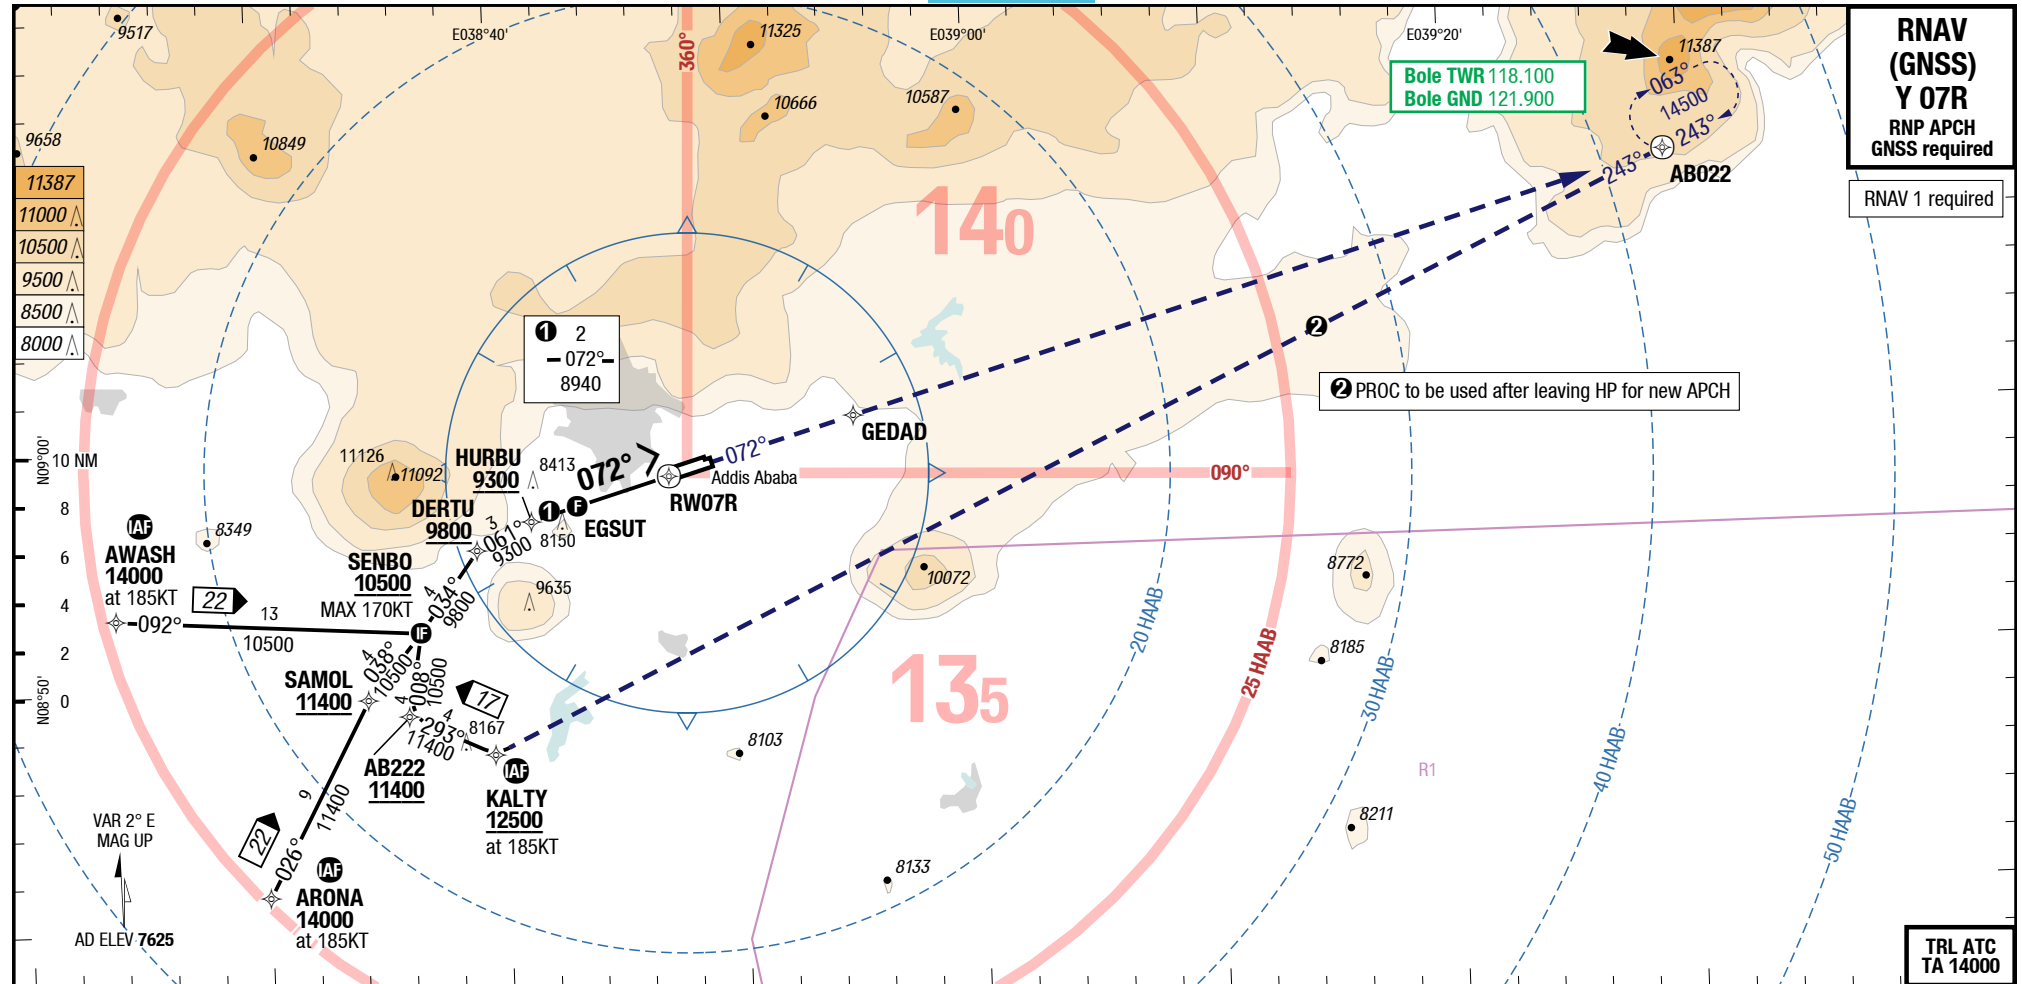 9517
E038°40'
360°
11325
E039°00'
E039°20'
11387
RNAV
(GNSS)
Y 07R
RNP APCH
GNSS required
Bole TWR 118.100
Bole GND 121.900
063°
14500
243°
243°
AB022
RNAV 1 required
10666
10587
9658
10849
11387
11000
10500
9500
8500
8000
140
1 2
072°
8940
2
2 PROC to be used after leaving HP for new APCH
GEDAD
072°
Addis Ababa
RW07R
090°
N09°00'
10 NM
8
6
4
2
0
N08°50'
11126
11092
HURBU
9300
8413
072°
DERTU
9800
1
F
EGSUT
3
061°
9300
8150
IAF
AWASH
14000
at 185KT
8349
22
092°
13
10500
SENBO
10500
MAX 170KT
IF
4
034°
9800
9635
10072
8772
20 HAAB
25 HAAB
30 HAAB
40 HAAB
50 HAAB
8185
135
SAMOL
11400
4
038°
10500
4
008°
10500
17
4
293°
11400
8167
AB222
11400
IAF
KALTY
12500
at 185KT
8103
R1
8211
8133
9
11400
22
026°
IAF
ARONA
14000
at 185KT
VAR 2° E
MAG UP
AD ELEV 7625
TRL ATC
TA 14000